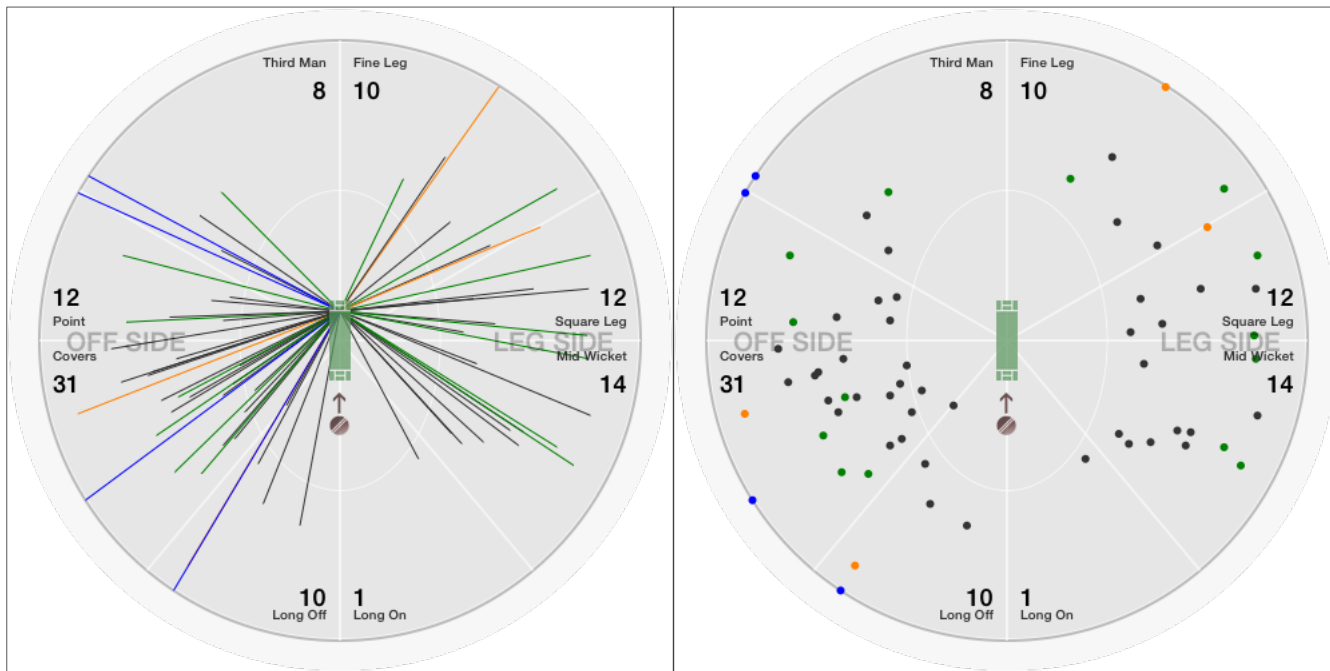 Third Man Fine Leg
8 10
12 12
Point Square Leg
OFF SIDE LEG SIDE
Covers Mid Wicket
31 14
10 1
Long Off Long On
Third Man Fine Leg
8 10
12 12
Point Square Leg
OFF SIDE LEG SIDE
Covers Mid Wicket
31 14
10 1
Long Off Long On